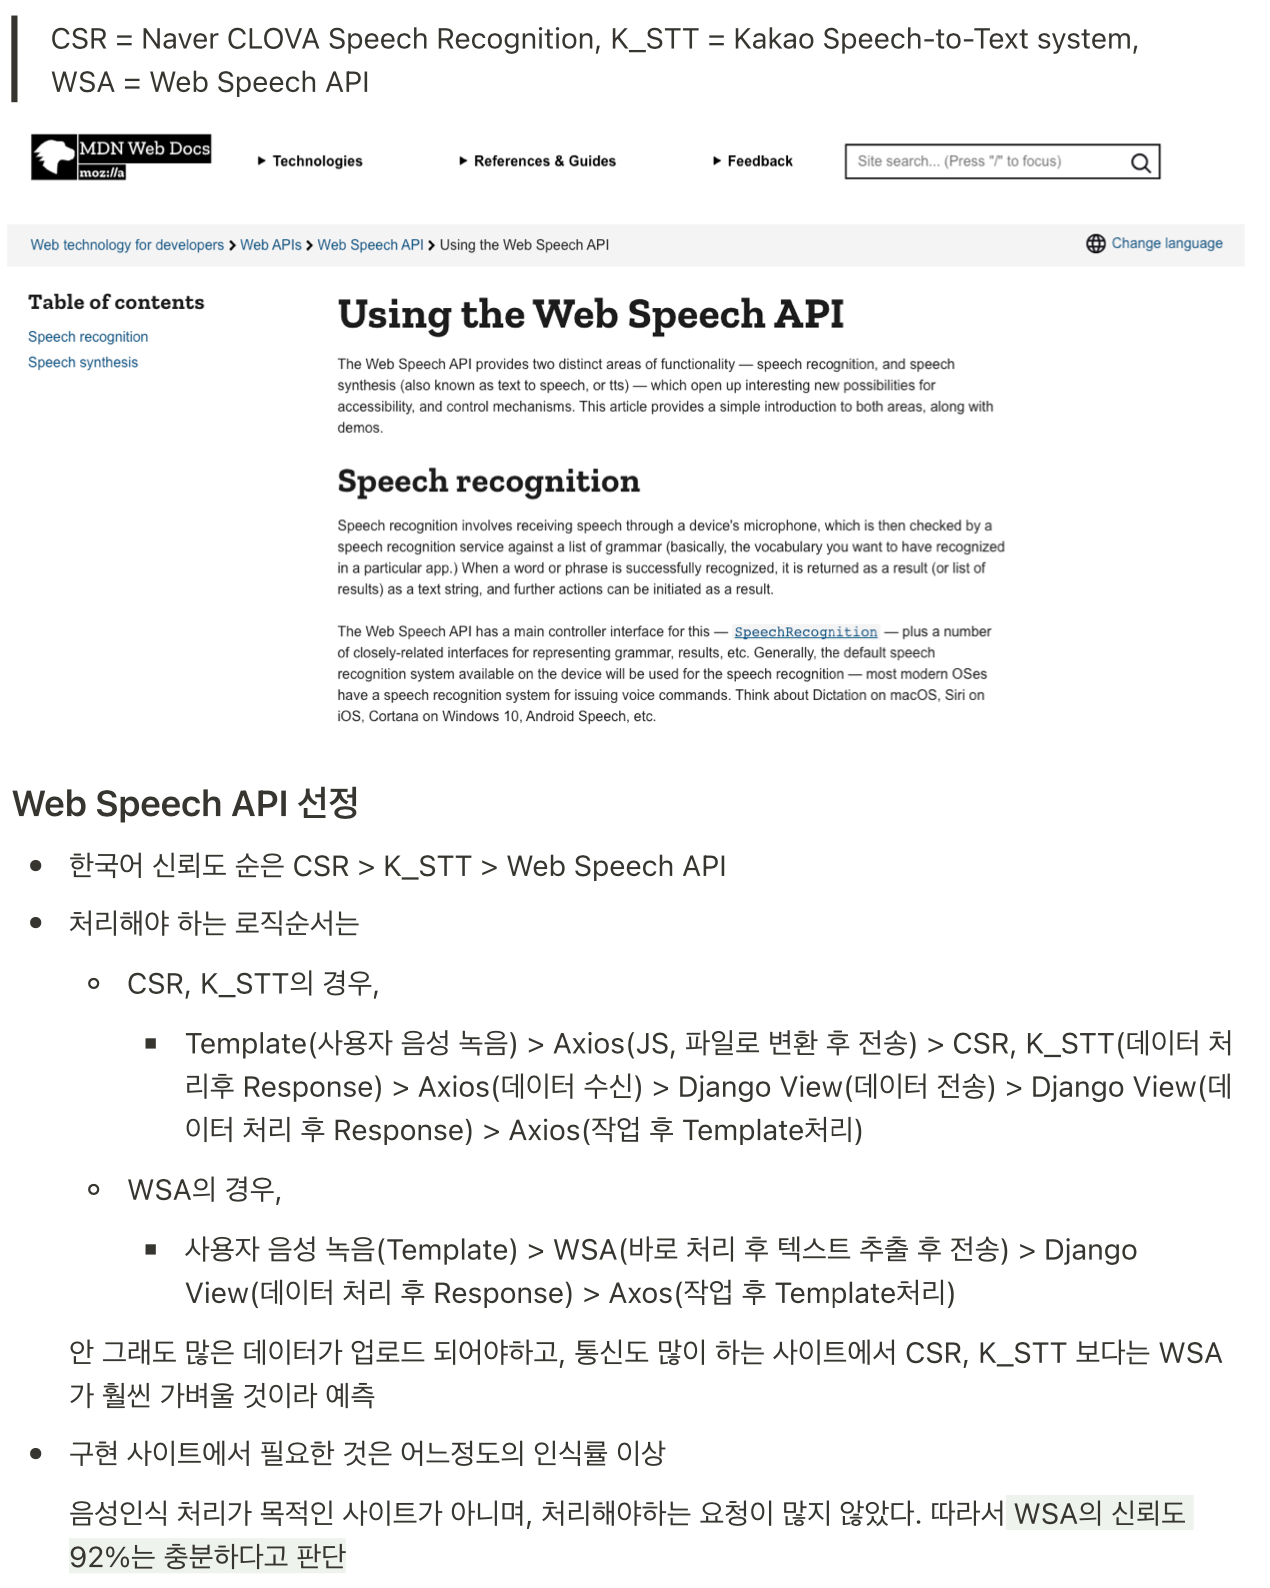 CSR = Naver CLOVA Speech Recognition, K_STT = Kakao Speech-to-Text system,
WSA = Web Speech API
MDN Web Docs
moz://a
Technologies
References & Guides
Feedback
Site search... (Press "/" to focus)
Web technology for developers > Web APIs > Web Speech API > Using the Web Speech API
Change language
Table of contents
Speech recognition
Speech synthesis
Using the Web Speech API
The Web Speech API provides two distinct areas of functionality — speech recognition, and speech
synthesis (also known as text to speech, or tts) — which open up interesting new possibilities for
accessibility, and control mechanisms. This article provides a simple introduction to both areas, along with
demos.
Speech recognition
Speech recognition involves receiving speech through a device's microphone, which is then checked by a
speech recognition service against a list of grammar (basically, the vocabulary you want to have recognized
in a particular app.) When a word or phrase is successfully recognized, it is returned as a result (or list of
results) as a text string, and further actions can be initiated as a result.
The Web Speech API has a main controller interface for this — SpeechRecognition — plus a number
of closely-related interfaces for representing grammar, results, etc. Generally, the default speech
recognition system available on the device will be used for the speech recognition — most modern OSes
have a speech recognition system for issuing voice commands. Think about Dictation on macOS, Siri on
iOS, Cortana on Windows 10, Android Speech, etc.
Web Speech API 선정
한국어 신뢰도 순은 CSR > K_STT > Web Speech API
처리해야 하는 로직순서는
CSR, K_STT의 경우,
Template(사용자 음성 녹음) > Axios(JS, 파일로 변환 후 전송) > CSR, K_STT(데이터 처
리후 Response) > Axios(데이터 수신) > Django View(데이터 전송) > Django View(데
이터 처리 후 Response) > Axios(작업 후 Template처리)
WSA의 경우,
사용자 음성 녹음(Template) > WSA(바로 처리 후 텍스트 추출 후 전송) > Django
View(데이터 처리 후 Response) > Axos(작업 후 Template처리)
안 그래도 많은 데이터가 업로드 되어야하고, 통신도 많이 하는 사이트에서 CSR, K_STT 보다는 WSA
가 훨씬 가벼울 것이라 예측
구현 사이트에서 필요한 것은 어느정도의 인식률 이상
음성인식 처리가 목적인 사이트가 아니며, 처리해야하는 요청이 많지 않았다. 따라서 WSA의 신뢰도
92%는 충분하다고 판단